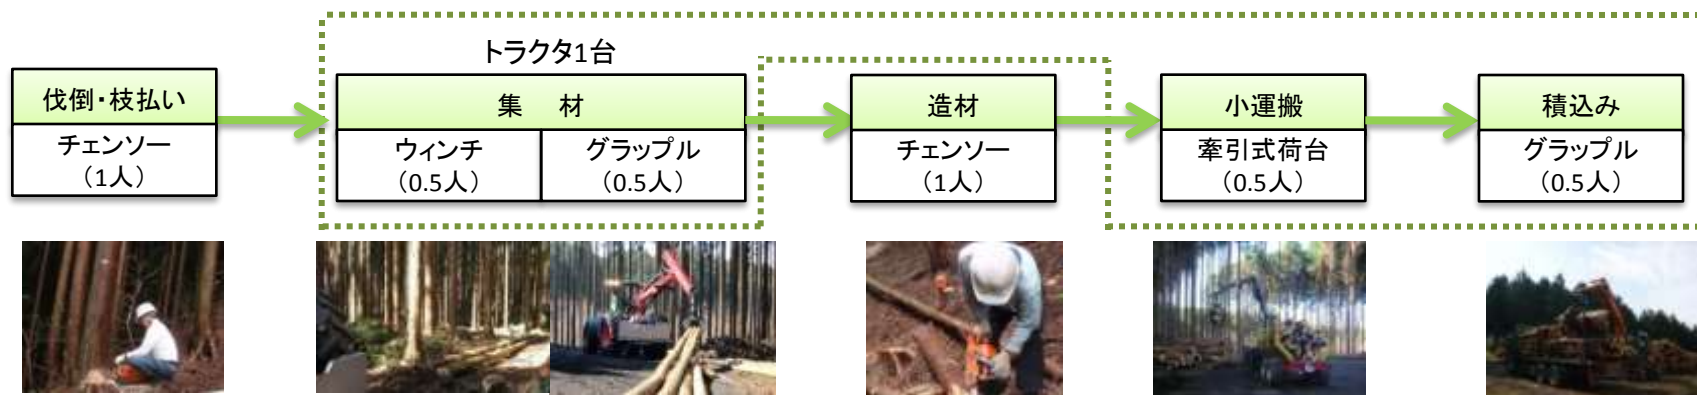 トラクタ1台
伐倒・枝払い
チェンソー
（1人）
集　材
ウィンチ
（0.5人）
グラップル
（0.5人）
造材
チェンソー
（1人）
小運搬
牽引式荷台
（0.5人）
積込み
グラップル
（0.5人）